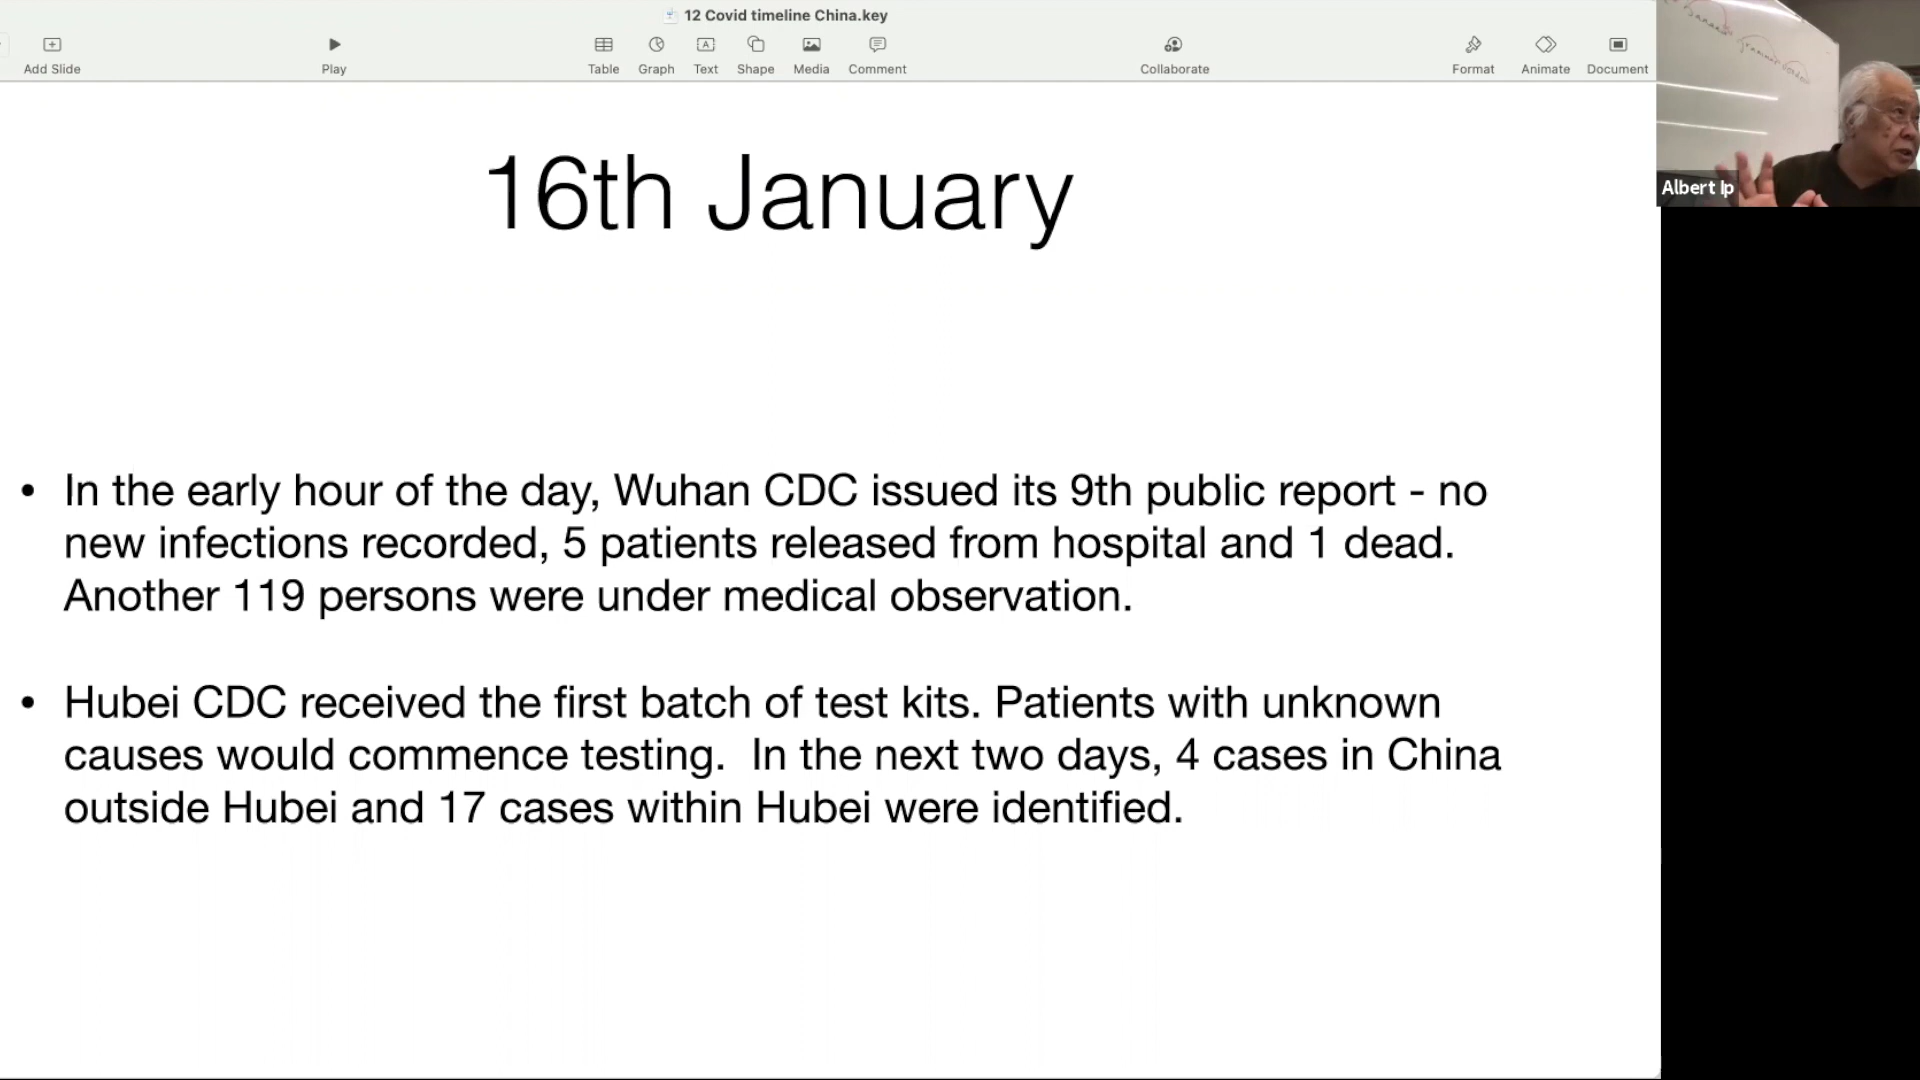 12 Covid timeline China.key
Add Slide
Play
Table
Graph
Text
Shape
Media
Comment
Collaborate
Format
Animate
Document
Albert Ip
16th January
• In the early hour of the day, Wuhan CDC issued its 9th public report - no
new infections recorded, 5 patients released from hospital and 1 dead.
Another 119 persons were under medical observation.
• Hubei CDC received the first batch of test kits. Patients with unknown
causes would commence testing.  In the next two days, 4 cases in China
outside Hubei and 17 cases within Hubei were identified.